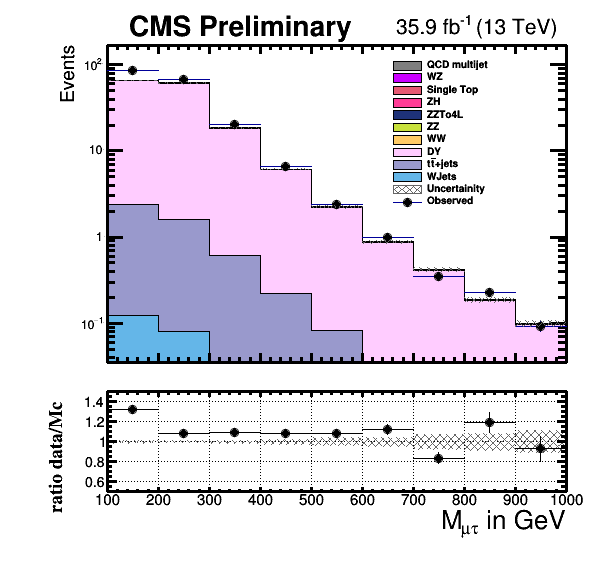 CMS Preliminary 35.9 fb⁻¹ (13 TeV)
Events
10²
10
1
10⁻¹
QCD multijet
WZ
Single Top
ZH
ZZTo4L
ZZ
WW
DY
tt̄+jets
WJets
Uncertainity
Observed
ratio data/Mc
1.4
1.2
1
0.8
0.6
100 200 300 400 500 600 700 800 900 1000
Mμτ in GeV